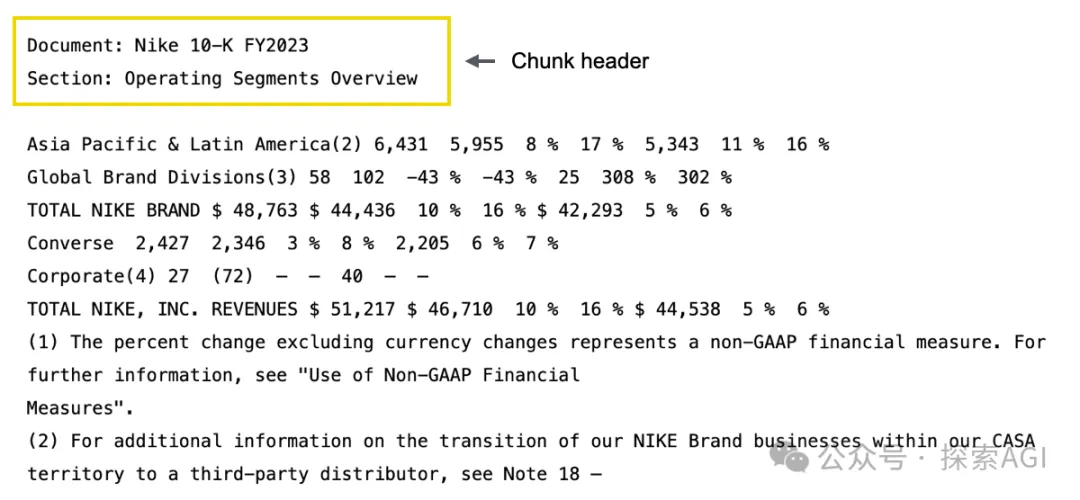 Document: Nike 10-K FY2023
Section: Operating Segments Overview
Chunk header
Asia Pacific & Latin America(2) 6,431 5,955 8 % 17 % 5,343 11 % 16 %
Global Brand Divisions(3) 58 102 -43 % -43 % 25 308 % 302 %
TOTAL NIKE BRAND $ 48,763 $ 44,436 10 % 16 % $ 42,293 5 % 6 %
Converse 2,427 2,346 3 % 8 % 2,205 6 % 7 %
Corporate(4) 27 (72) — — 40 — —
TOTAL NIKE, INC. REVENUES $ 51,217 $ 46,710 10 % 16 % $ 44,538 5 % 6 %
(1) The percent change excluding currency changes represents a non-GAAP financial measure. For
further information, see "Use of Non-GAAP Financial
Measures".
(2) For additional information on the transition of our NIKE Brand businesses within our CASA
territory to a third-party distributor, see Note 18 —
公众号 · 探索AGI